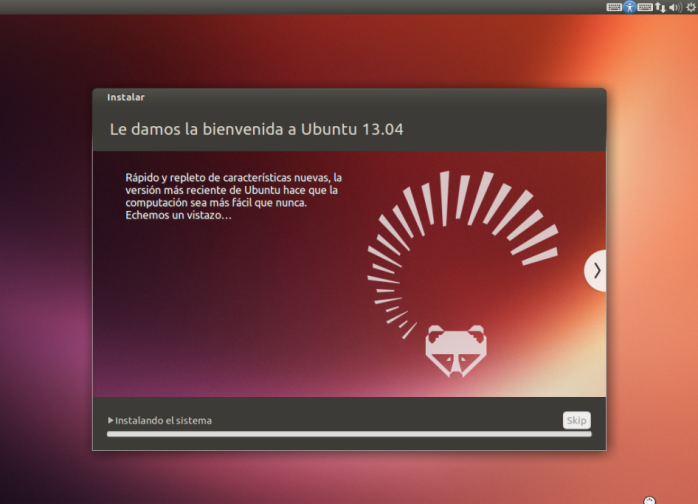 Instalar
Le damos la bienvenida a Ubuntu 13.04
Rápido y repleto de características nuevas, la
versión más reciente de Ubuntu hace que la
computación sea más fácil que nunca.
Echemos un vistazo...
Instalando el sistema
Skip